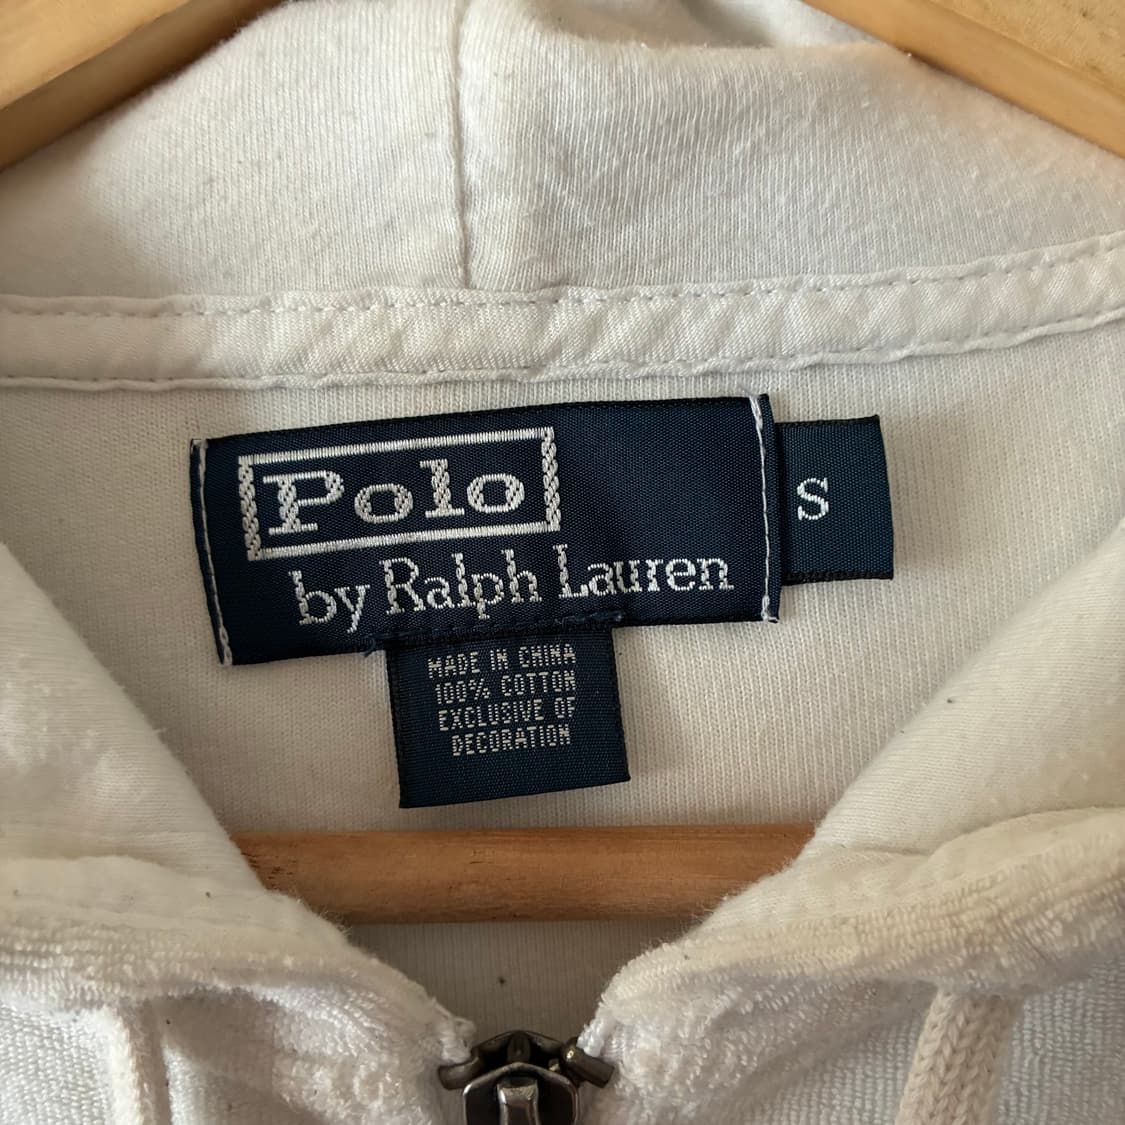 Polo
by Ralph Lauren
S
MADE IN CHINA
100% COTTON
EXCLUSIVE OF
DECORATION